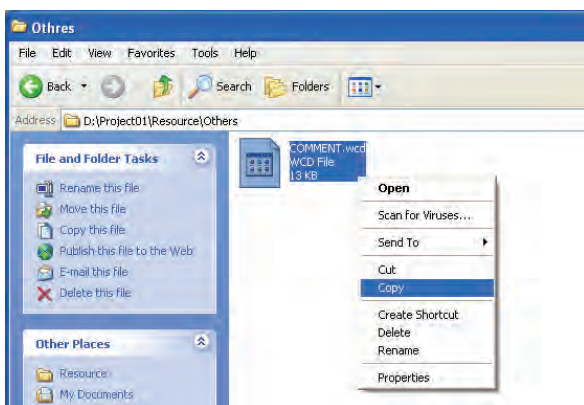 Othres
File Edit View Favorites Tools Help
Back Search Folders
Address D:\Project01\Resource\Others
File and Folder Tasks
Rename this file
Move this file
Copy this file
Publish this file to the Web
E-mail this file
Delete this file
Other Places
Resource
My Documents
COMMENT.wcd
WCD File
13 KB
Open
Scan for Viruses...
Send To
Cut
Copy
Create Shortcut
Delete
Rename
Properties